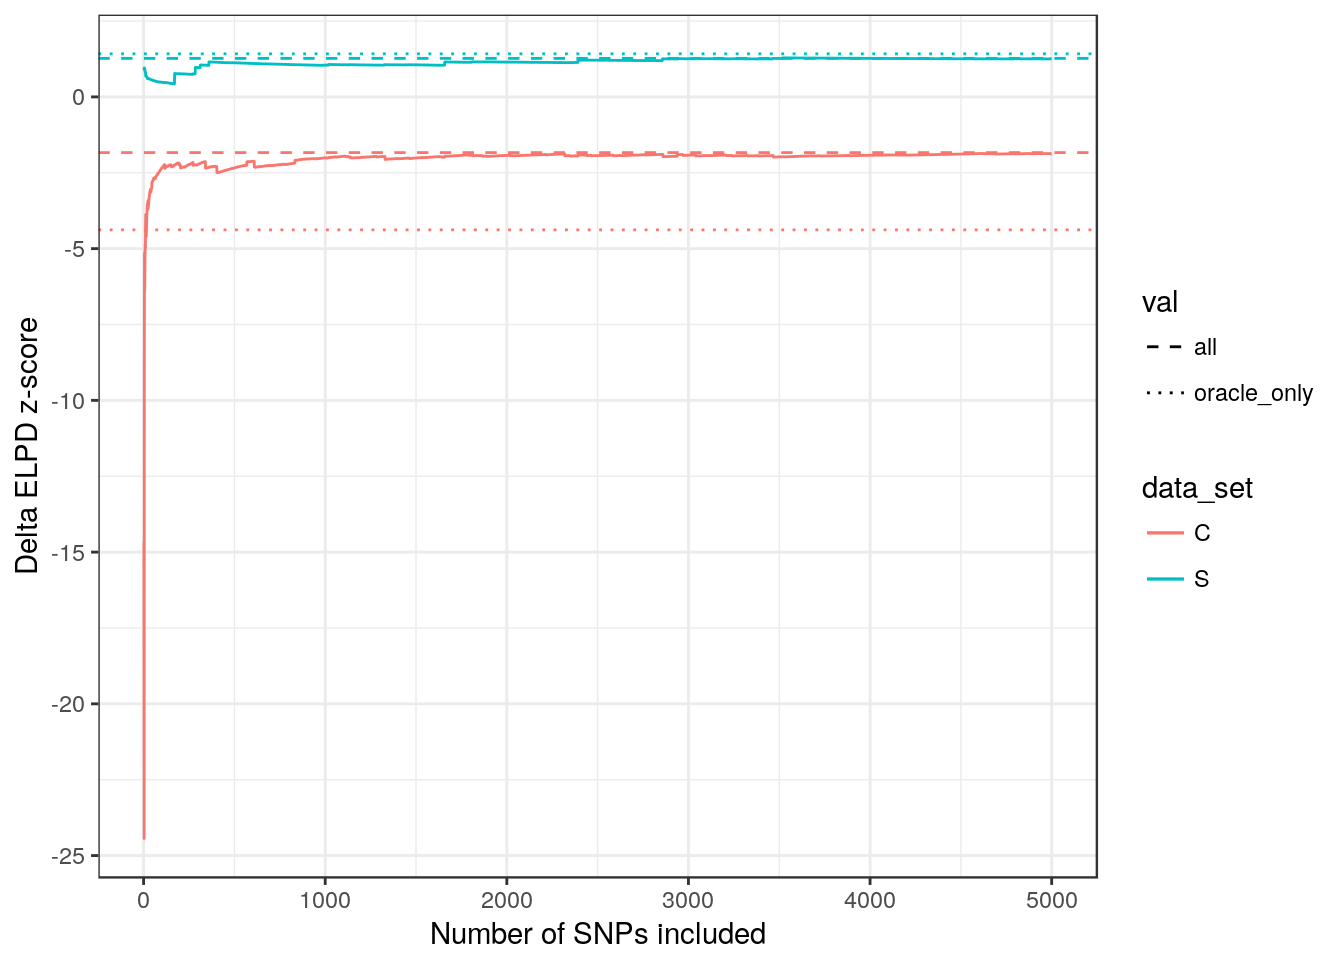 0
-5
-10
-15
-20
-25
Delta ELPD z-score
0
1000
2000
3000
4000
5000
Number of SNPs included
val
all
oracle_only
data_set
C
S